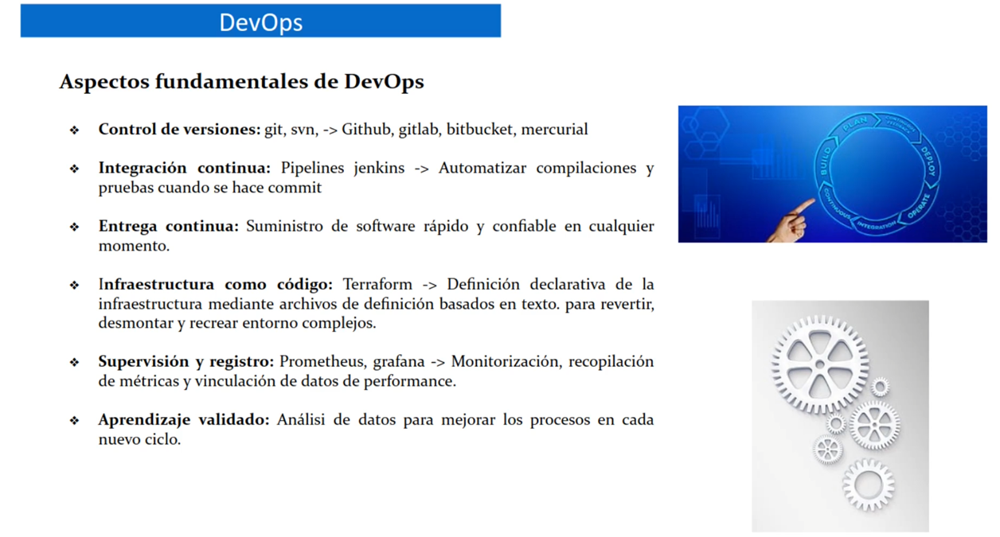 DevOps
Aspectos fundamentales de DevOps
❖ Control de versiones: git, svn, -> Github, gitlab, bitbucket, mercurial
❖ Integración continua: Pipelines jenkins -> Automatizar compilaciones y
pruebas cuando se hace commit
❖ Entrega continua: Suministro de software rápido y confiable en cualquier
momento.
❖ Infraestructura como código: Terraform -> Definición declarativa de la
infraestructura mediante archivos de definición basados en texto. para revertir,
desmontar y recrear entorno complejos.
❖ Supervisión y registro: Prometheus, grafana -> Monitorización, recopilación
de métricas y vinculación de datos de performance.
❖ Aprendizaje validado: Análisi de datos para mejorar los procesos en cada
nuevo ciclo.
PLAN
CONTINUOUS
FEEDBACK
DEPLOY
OPERATE
INTEGRATION
CONTINUOUS
BUILD